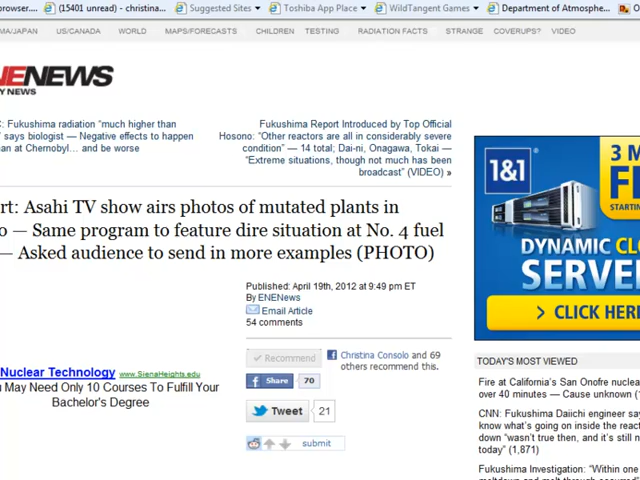 rowser... (15401 unread) - christina... Suggested Sites Toshiba App Place WildTangent Games Department of Atmosphe...
MA/JAPAN US/CANADA WORLD MAPS/FORECASTS CHILDREN TESTING RADIATION FACTS STRANGE COVERUPS? VIDEO
NENEWS
Y NEWS
C: Fukushima radiation “much higher than
” says biologist — Negative effects to happen
an at Chernobyl… and be worse
Fukushima Report Introduced by Top Official
Hosono: “Other reactors are all in considerably severe
condition” — 14 total; Dai-ni, Onagawa, Tokai —
“Extreme situations, though not much has been
broadcast” (VIDEO) »
rt: Asahi TV show airs photos of mutated plants in
o — Same program to feature dire situation at No. 4 fuel
— Asked audience to send in more examples (PHOTO)
Published: April 19th, 2012 at 9:49 pm ET
By ENENews
Email Article
54 comments
Recommend
Christina Consolo and 69
others recommend this.
Share 70
Tweet 21
submit
Nuclear Technology www.SienaHeights.edu
u May Need Only 10 Courses To Fulfill Your
Bachelor's Degree
1&1
3 M
FR
STARTIN
DYNAMIC CLO
SERVER
> CLICK HERE
TODAY'S MOST VIEWED
Fire at California's San Onofre nuclea
over 40 minutes — Cause unknown (1
CNN: Fukushima Daiichi engineer say
know what's going on inside the react
down “wasn't true then, and it's still n
today” (1,871)
Fukushima Investigation: “Within one